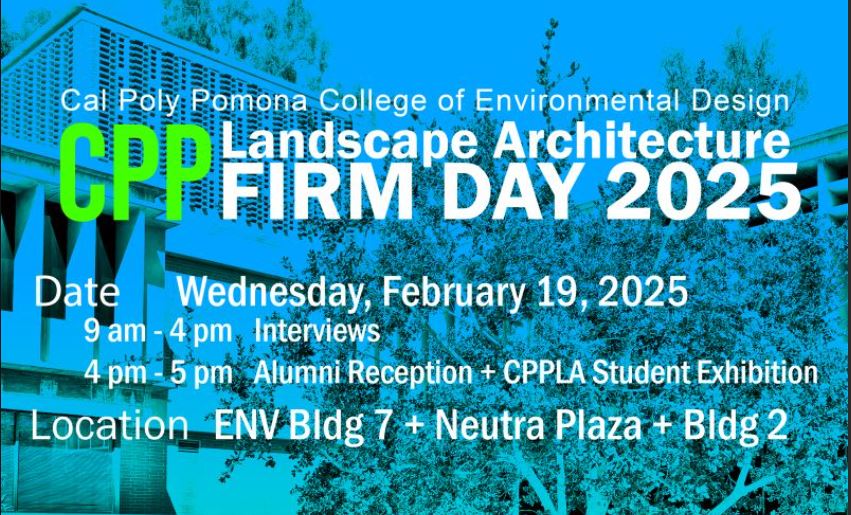 Cal Poly Pomona College of Environmental Design
CPP Landscape Architecture
FIRM DAY 2025
Date Wednesday, February 19, 2025
9 am - 4 pm Interviews
4 pm - 5 pm Alumni Reception + CPPLA Student Exhibition
Location ENV Bldg 7 + Neutra Plaza + Bldg 2